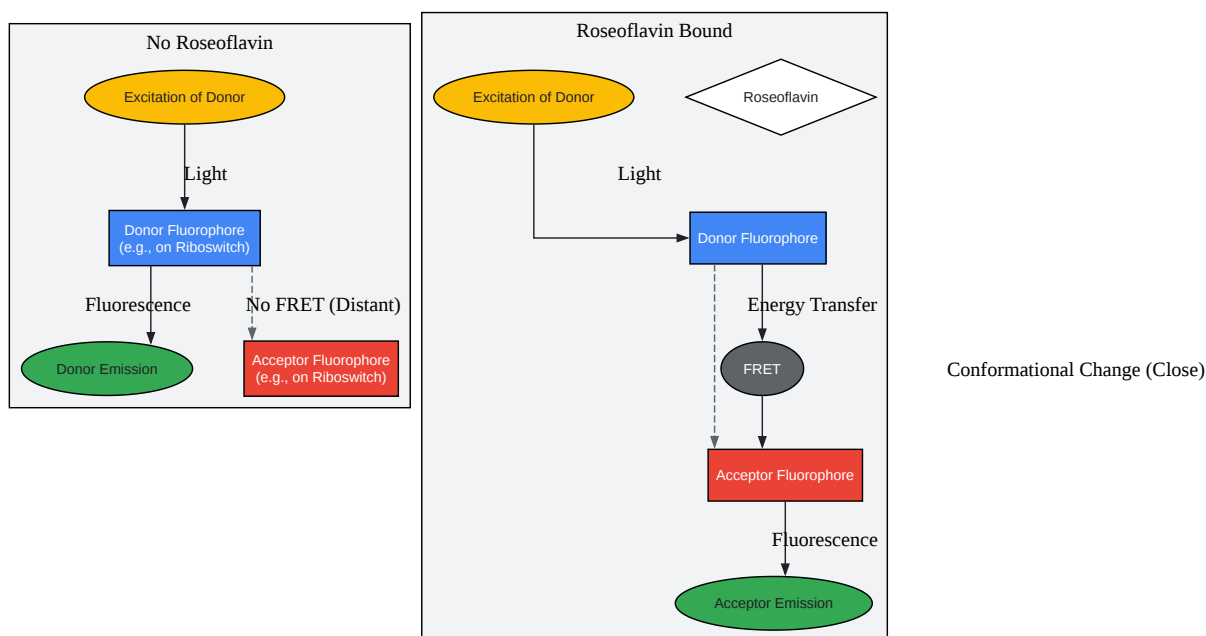 No Roseoflavin
Excitation of Donor
Light
Donor Fluorophore
(e.g., on Riboswitch)
Fluorescence
No FRET (Distant)
Donor Emission
Acceptor Fluorophore
(e.g., on Riboswitch)
Roseoflavin Bound
Excitation of Donor
Roseoflavin
Light
Donor Fluorophore
Energy Transfer
FRET
Acceptor Fluorophore
Fluorescence
Acceptor Emission
Conformational Change (Close)